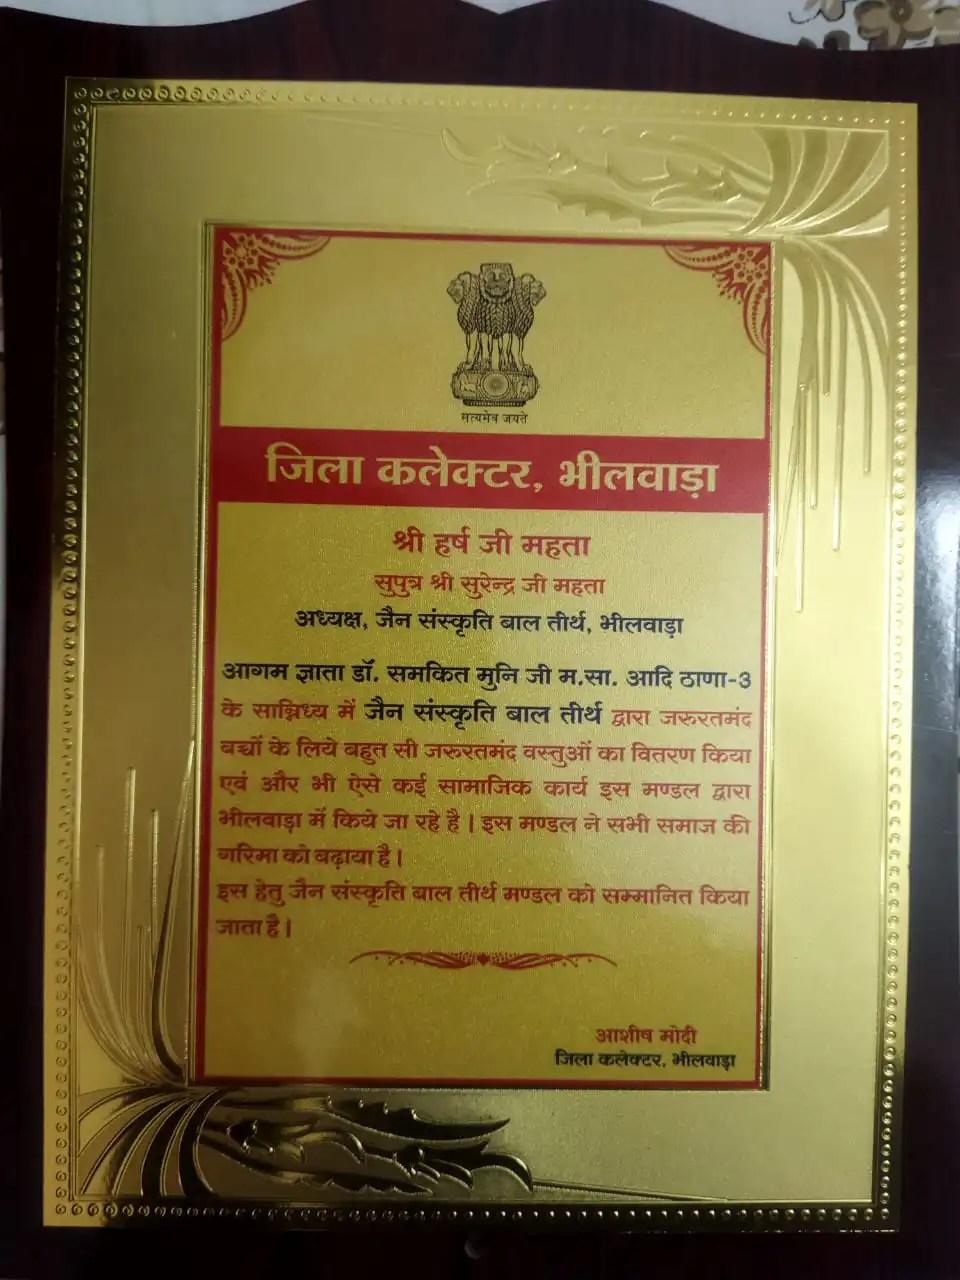 सत्यमेव जयते
जिला कलेक्टर, भीलवाड़ा
श्री हर्ष जी महता
सुपुत्र श्री सुरेन्द्र जी महता
अध्यक्ष, जैन संस्कृति बाल तीर्थ, भीलवाड़ा
आगम ज्ञाता डॉ. समकित मुनि जी म.सा. आदि ठाणा-3
के सान्निध्य में जैन संस्कृति बाल तीर्थ द्वारा जरूरतमंद
बच्चों के लिये बहुत सी जरूरतमंद वस्तुओं का वितरण किया
एवं और भी ऐसे कई सामाजिक कार्य इस मण्डल द्वारा
भीलवाड़ा में किये जा रहे है। इस मण्डल ने सभी समाज की
गरिमा को बढ़ाया है।
इस हेतु जैन संस्कृति बाल तीर्थ मण्डल को सम्मानित किया
जाता है।
आशीष मोदी
जिला कलेक्टर, भीलवाड़ा